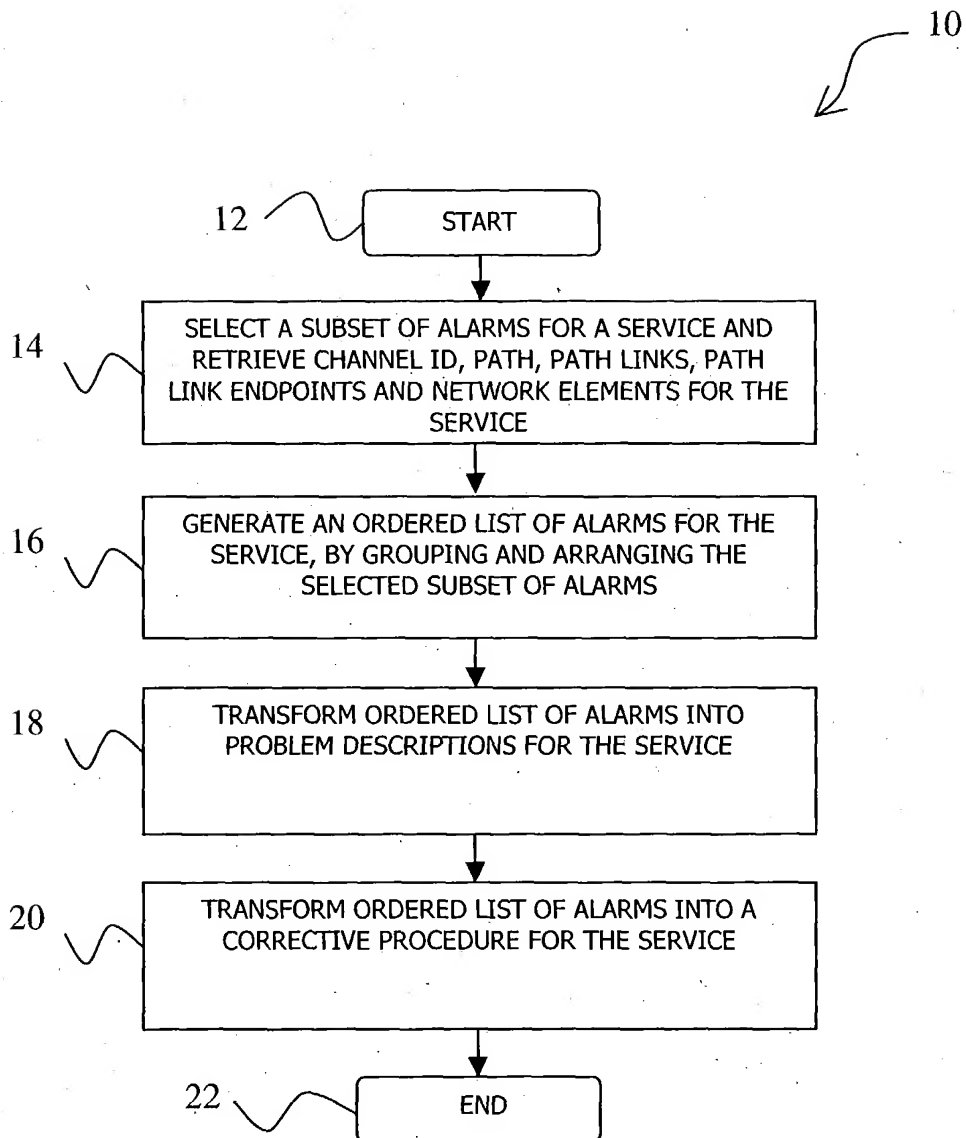 10
12
START
14
SELECT A SUBSET OF ALARMS FOR A SERVICE AND
RETRIEVE CHANNEL ID, PATH, PATH LINKS, PATH
LINK ENDPOINTS AND NETWORK ELEMENTS FOR THE
SERVICE
16
GENERATE AN ORDERED LIST OF ALARMS FOR THE
SERVICE, BY GROUPING AND ARRANGING THE
SELECTED SUBSET OF ALARMS
18
TRANSFORM ORDERED LIST OF ALARMS INTO
PROBLEM DESCRIPTIONS FOR THE SERVICE
20
TRANSFORM ORDERED LIST OF ALARMS INTO A
CORRECTIVE PROCEDURE FOR THE SERVICE
22
END